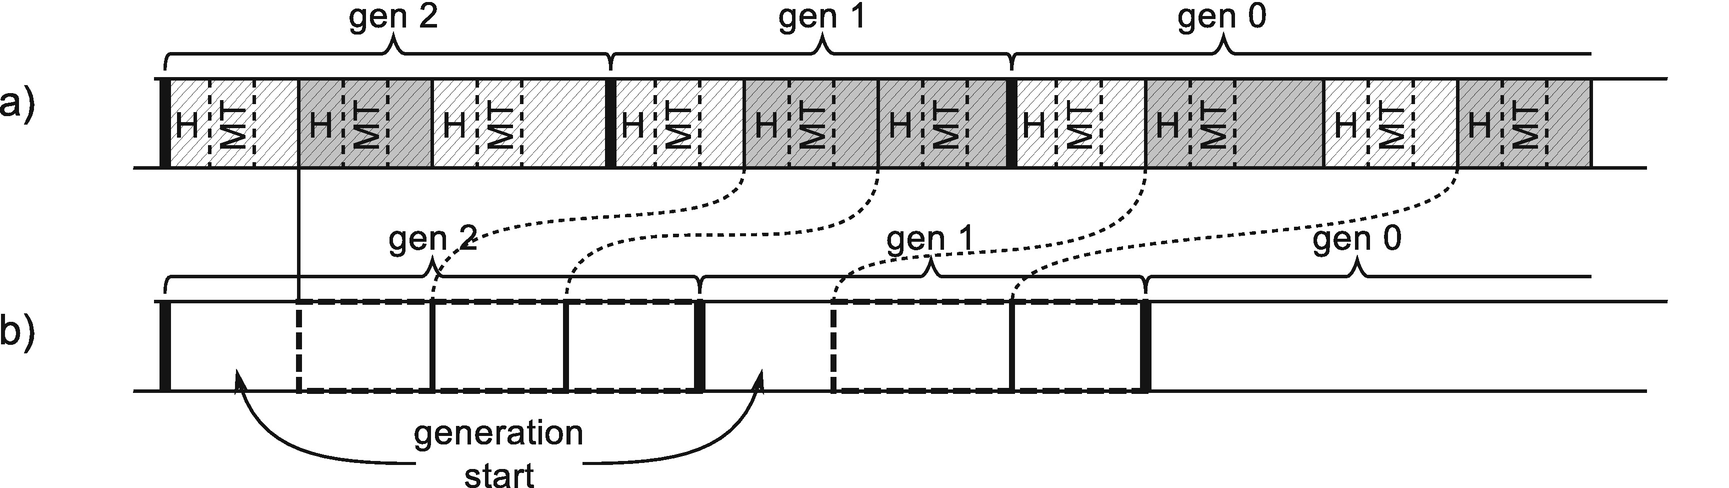 gen 2 gen 1 gen 0
a) H MT H MT H MT H MT H MT H MT H MT H MT H MT H MT
gen 2 gen 1 gen 0
b)
generation
start